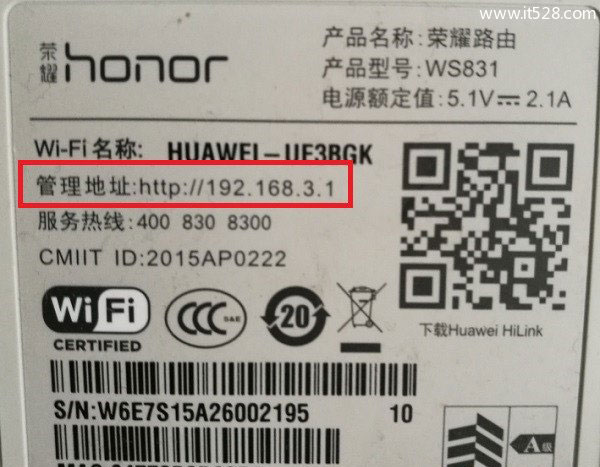 www.it528.com
荣耀 honor
产品名称:荣耀路由
产品型号:WS831
电源额定值:5.1V⎓2.1A
Wi-Fi 名称: HUAWEI-UE3BGK
管理地址:http://192.168.3.1
服务热线:400 830 8300
CMIIT ID:2015AP0222
WiFi
CERTIFIED
CCC
S&E
20
下载Huawei HiLink
S/N:W6E7S15A26002195 10
A级